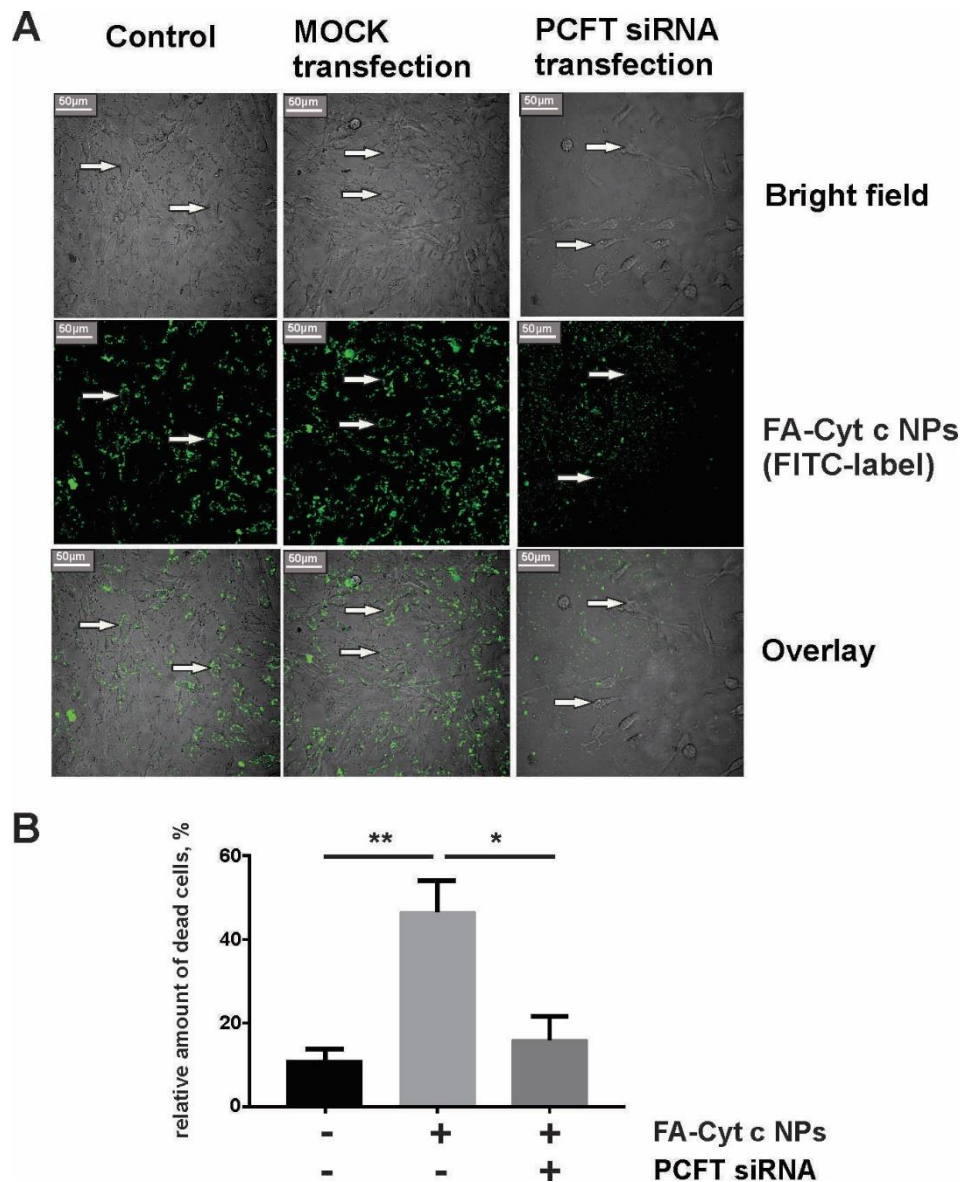 A
Control
MOCK
transfection
PCFT siRNA
transfection
50µm
50µm
50µm
Bright field
50µm
50µm
50µm
FA-Cyt c NPs
(FITC-label)
50µm
50µm
50µm
Overlay
B
relative amount of dead cells, %
** *
60
40
20
0
- + + FA-Cyt c NPs
- - + PCFT siRNA